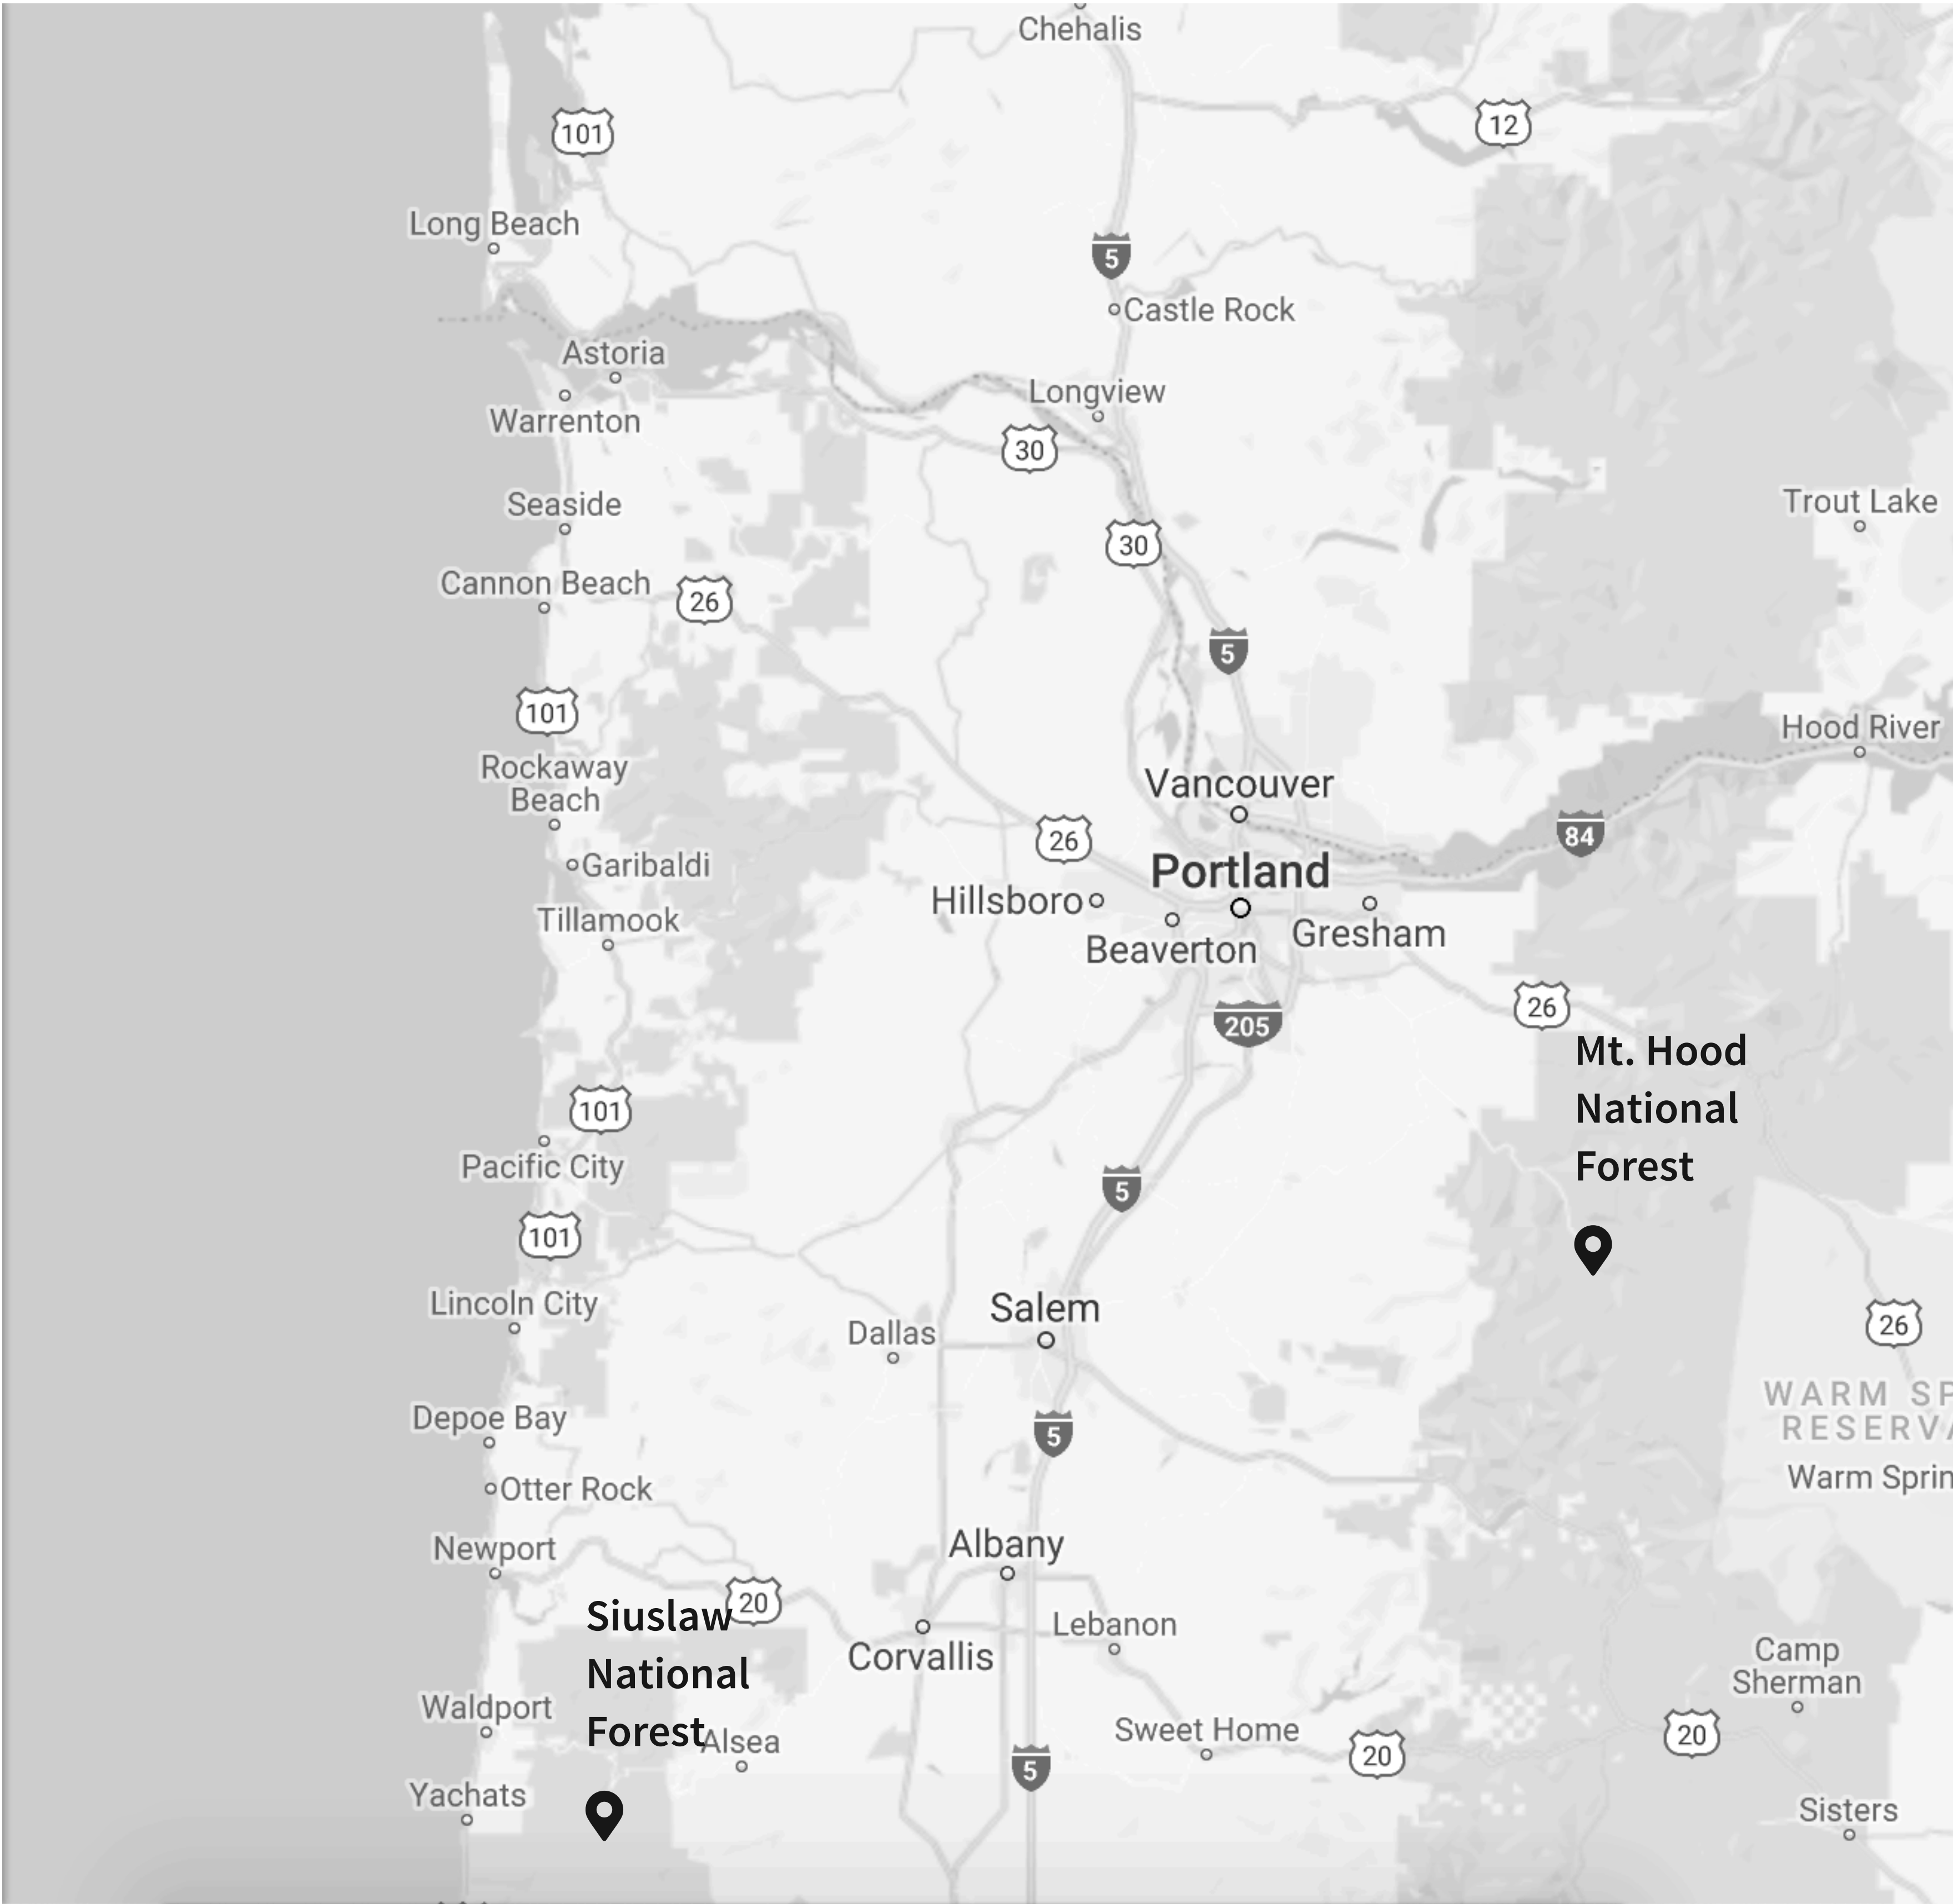 Chehalis
101
12
Long Beach
5
Castle Rock
Astoria
Longview
Warrenton
30
Seaside
Trout Lake
30
Cannon Beach
26
5
101
Hood River
Rockaway
Beach
Vancouver
26
84
Garibaldi
Portland
Hillsboro
Tillamook
Beaverton
Gresham
26
205
Mt. Hood
National
Forest
101
Pacific City
5
101
Lincoln City
Salem
26
Dallas
WARM SP
RESERVA
Depoe Bay
5
Warm Sprin
Otter Rock
Newport
Albany
20
Siuslaw
National
Forest
Lebanon
Corvallis
Camp
Sherman
Waldport
Alsea
Sweet Home
20
20
5
Yachats
Sisters